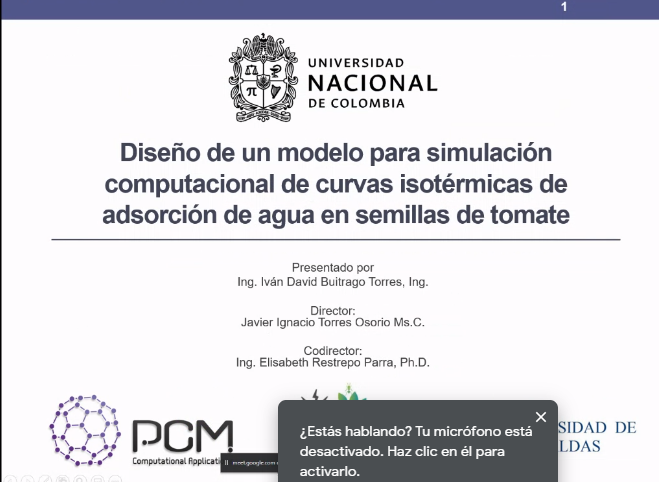 1
UNIVERSIDAD
NACIONAL
DE COLOMBIA
Diseño de un modelo para simulación
computacional de curvas isotérmicas de
adsorción de agua en semillas de tomate
Presentado por
Ing. Iván David Buitrago Torres, Ing.
Director:
Javier Ignacio Torres Osorio Ms.C.
Codirector:
Ing. Elisabeth Restrepo Parra, Ph.D.
PCM
Computational Applicati
meet.google.com
¿Estás hablando? Tu micrófono está
desactivado. Haz clic en él para
activarlo.
SIDAD DE
LDAS